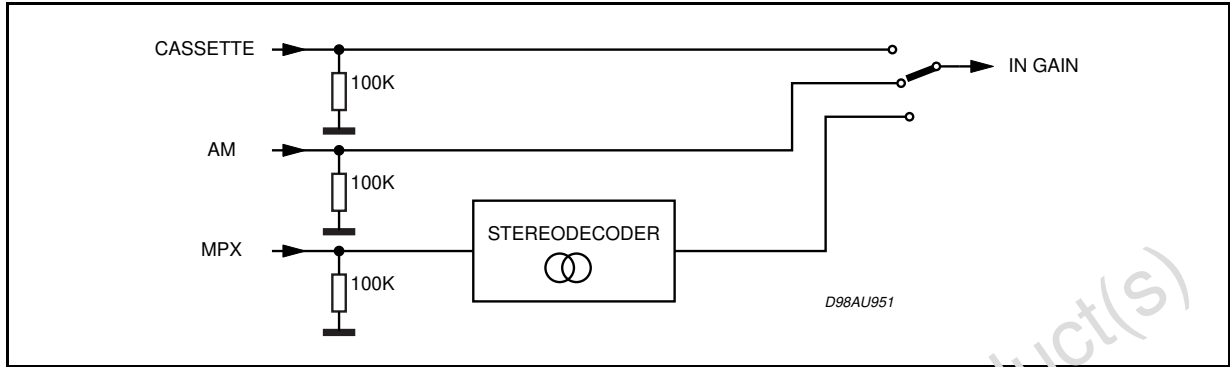 CASSETTE
IN GAIN
100K
AM
100K
STEREODECODER
MPX
100K
D98AU951